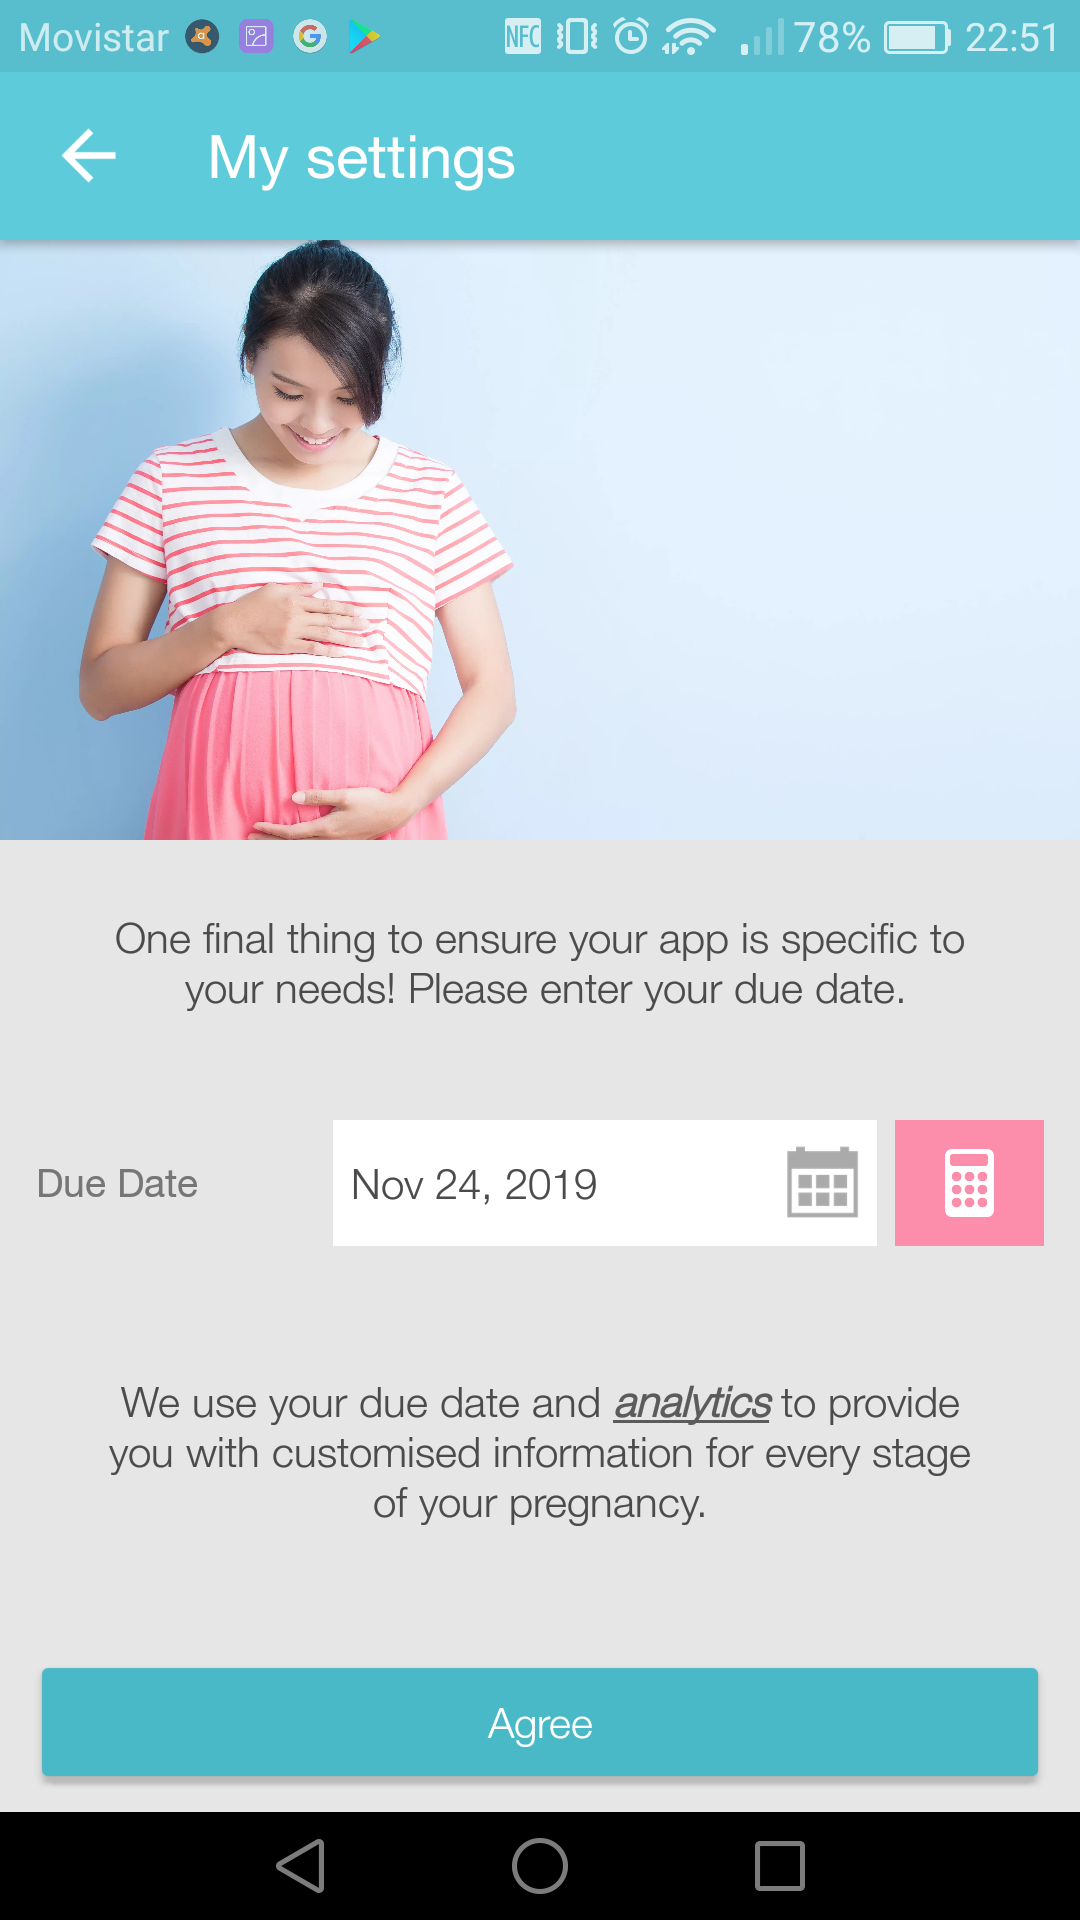 Movistar NFC 78% 22:51
My settings
One final thing to ensure your app is specific to
your needs! Please enter your due date.
Due Date Nov 24, 2019
We use your due date and analytics to provide
you with customised information for every stage
of your pregnancy.
Agree